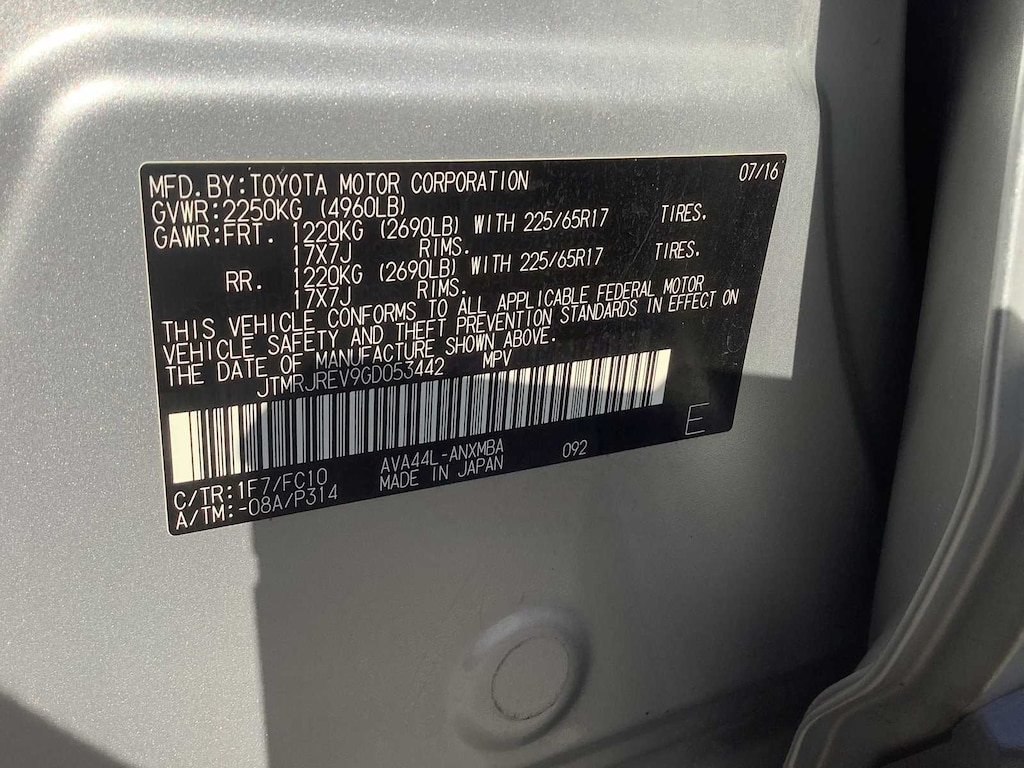 MFD.BY:TOYOTA MOTOR CORPORATION 07/16
GVWR:2250KG (4960LB)
GAWR:FRT. 1220KG (2690LB) WITH 225/65R17 TIRES.
17X7J RIMS.
RR. 1220KG (2690LB) WITH 225/65R17 TIRES.
17X7J RIMS.
THIS VEHICLE CONFORMS TO ALL APPLICABLE FEDERAL MOTOR
VEHICLE SAFETY AND THEFT PREVENTION STANDARDS IN EFFECT ON
THE DATE OF MANUFACTURE SHOWN ABOVE.
JTMRJREV9GD053442 MPV
E
C/TR:1F7/FC10 AVA44L-ANXMBA 092
A/TM:-08A/P314 MADE IN JAPAN